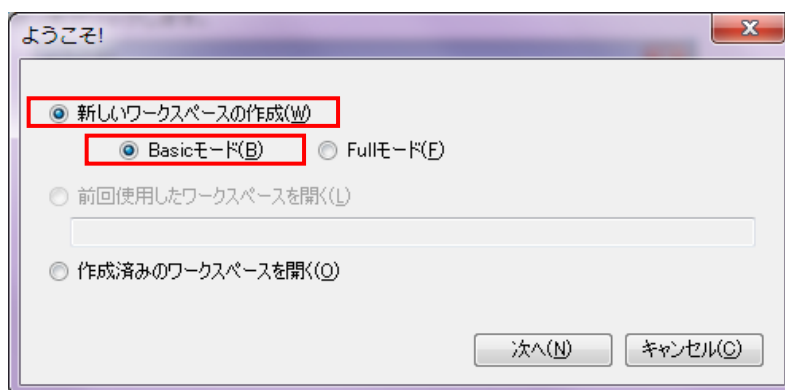 ようこそ!
新しいワークスペースの作成(W)
Basicモード(B) Fullモード(F)
前回使用したワークスペースを開く(L)
作成済みのワークスペースを開く(O)
次へ(N) キャンセル(C)